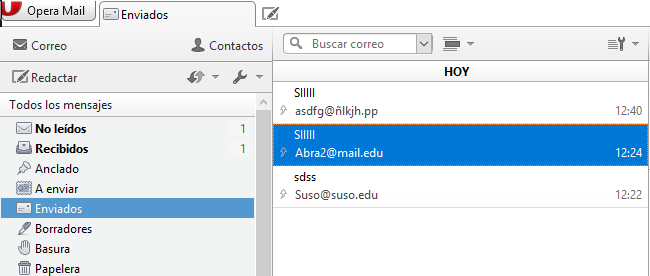 Opera Mail
Enviados
Correo
Contactos
Buscar correo
Redactar
Todos los mensajes
No leídos 1
Recibidos 1
Anclado
A enviar
Enviados
Borradores
Basura
Papelera
HOY
SIIIII
asdfg@ñlkjh.pp 12:40
SIIIII
Abra2@mail.edu 12:24
sdss
Suso@suso.edu 12:22